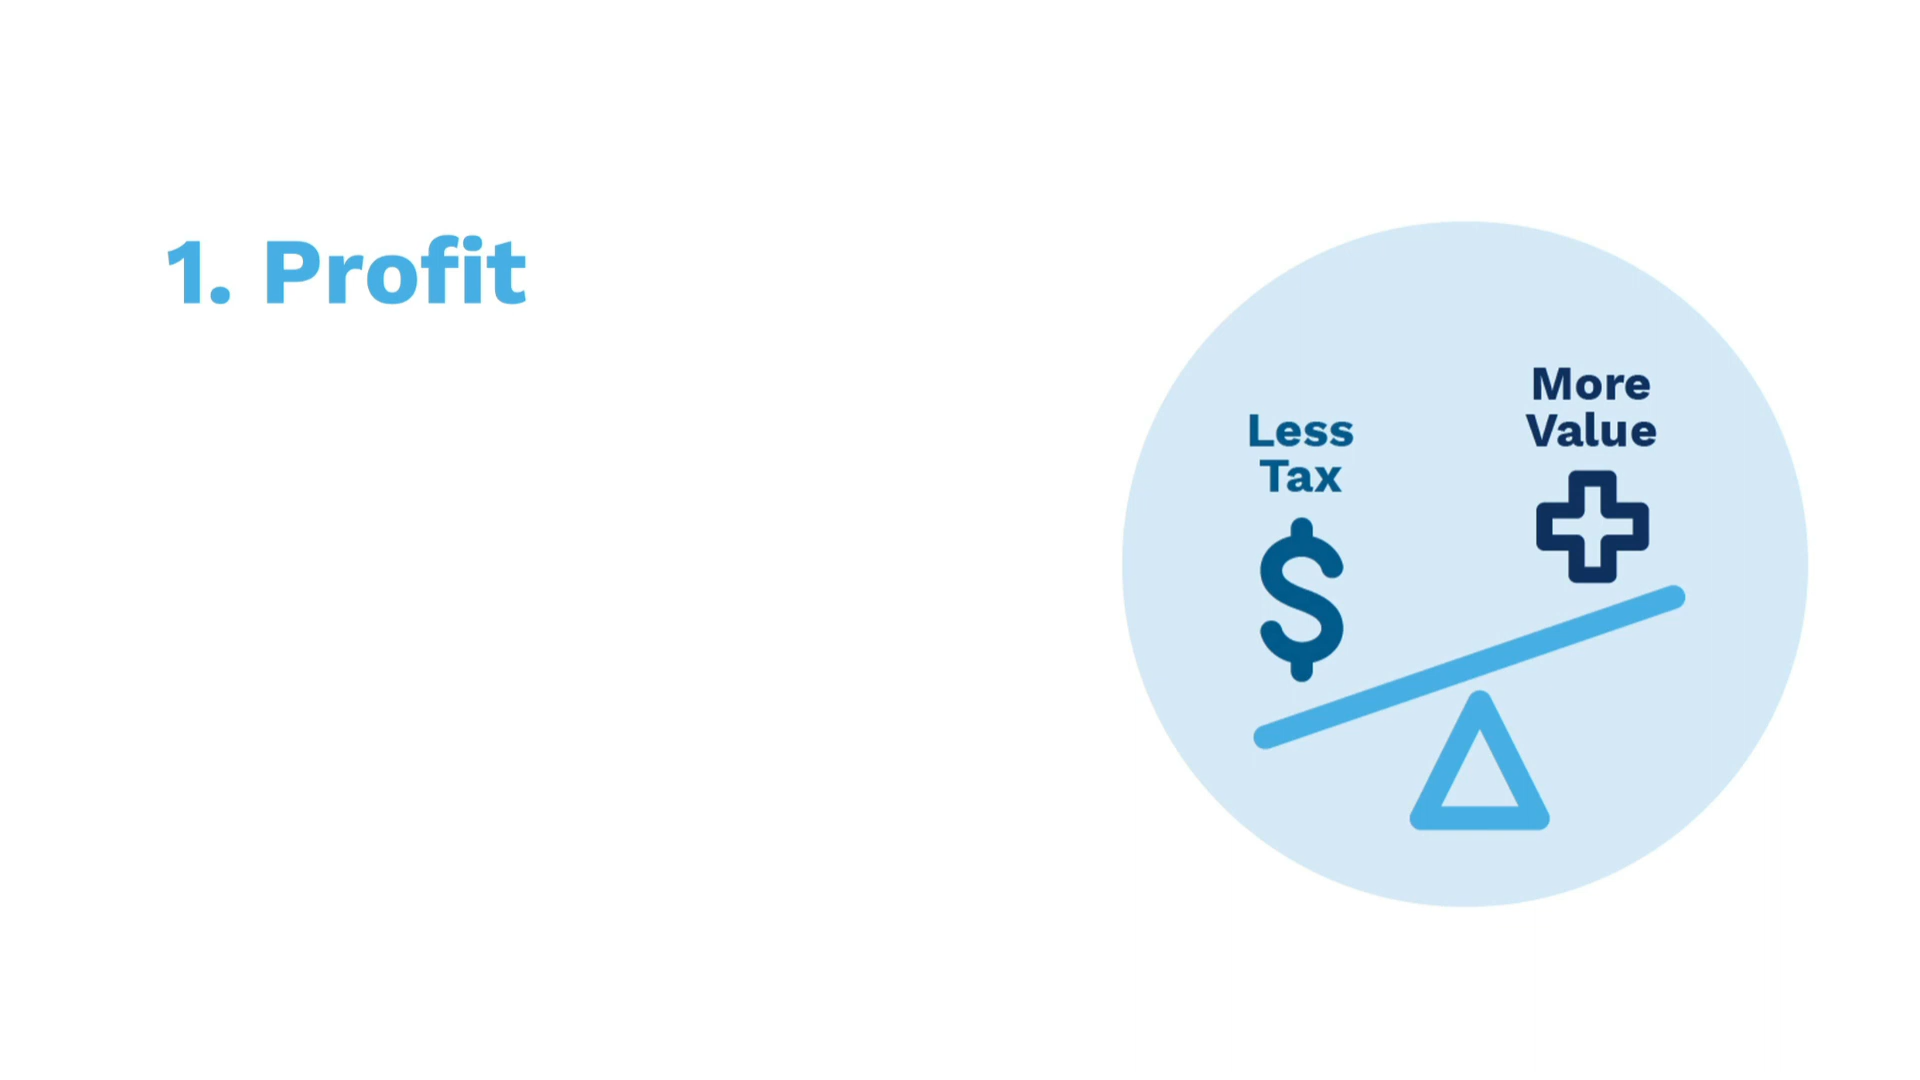 1. Profit
Less
Tax
More
Value
$